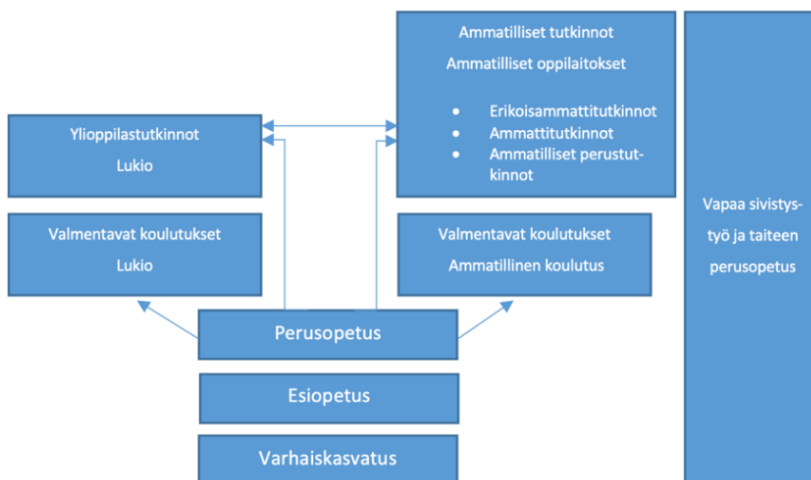 Ammatilliset tutkinnot
Ammatilliset oppilaitokset
• Erikoisammattitutkinnot
• Ammattitutkinnot
• Ammatilliset perustut-
kinnot
Ylioppilastutkinnot
Lukio
Valmentavat koulutukset
Lukio
Valmentavat koulutukset
Ammatillinen koulutus
Vapaa sivistys-
työ ja taiteen
perusopetus
Perusopetus
Esiopetus
Varhaiskasvatus